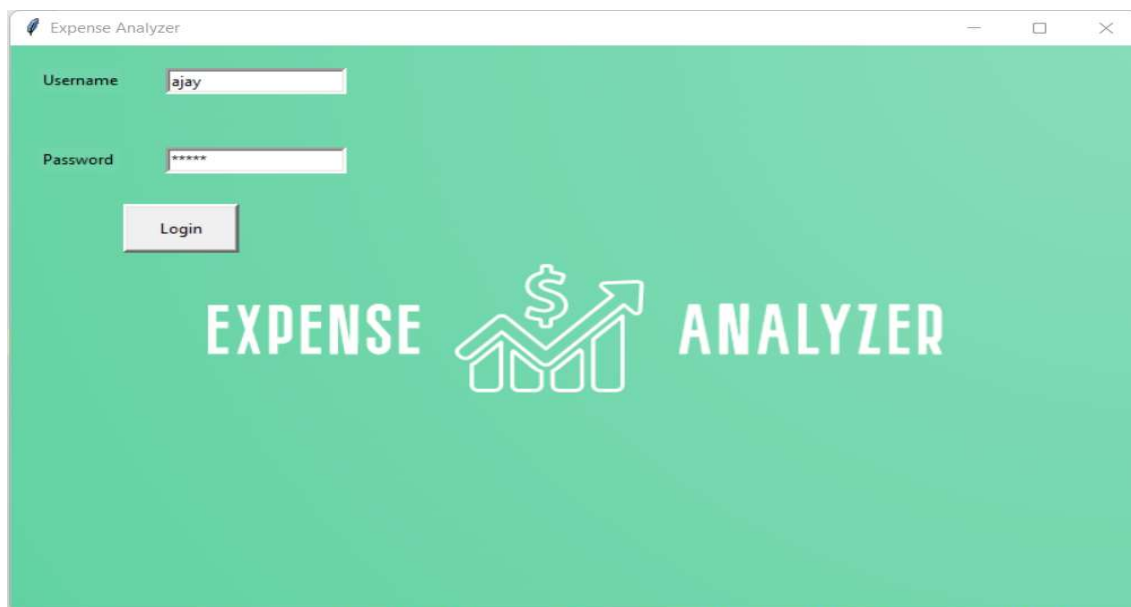 Expense Analyzer
Username ajay
Password *****
Login
EXPENSE $ ANALYZER